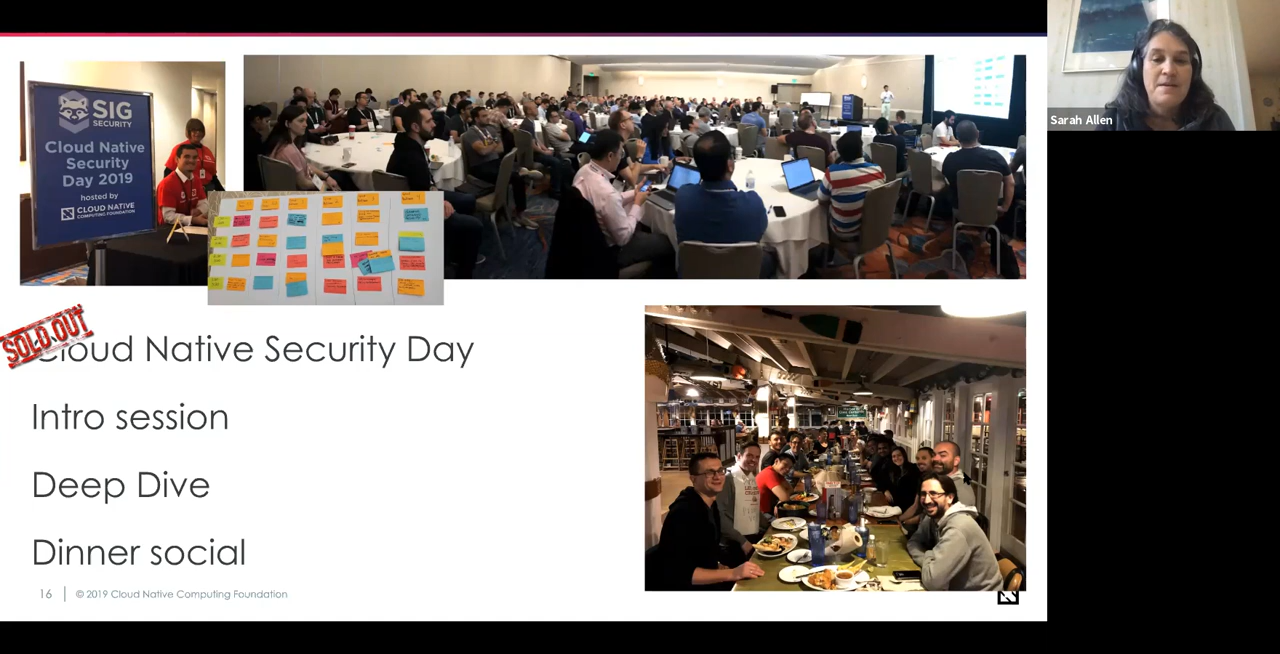 SIG
SECURITY
Cloud Native
Security
Day 2019
hosted by
CLOUD NATIVE
COMPUTING FOUNDATION
SOLD OUT
Cloud Native Security Day
Intro session
Deep Dive
Dinner social
16
© 2019 Cloud Native Computing Foundation
Sarah Allen